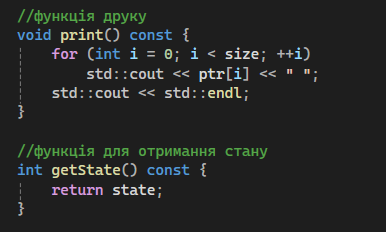 //функція друку
void print() const {
    for (int i = 0; i < size; ++i)
        std::cout << ptr[i] << " ";
    std::cout << std::endl;
}

//функція для отримання стану
int getState() const {
    return state;
}